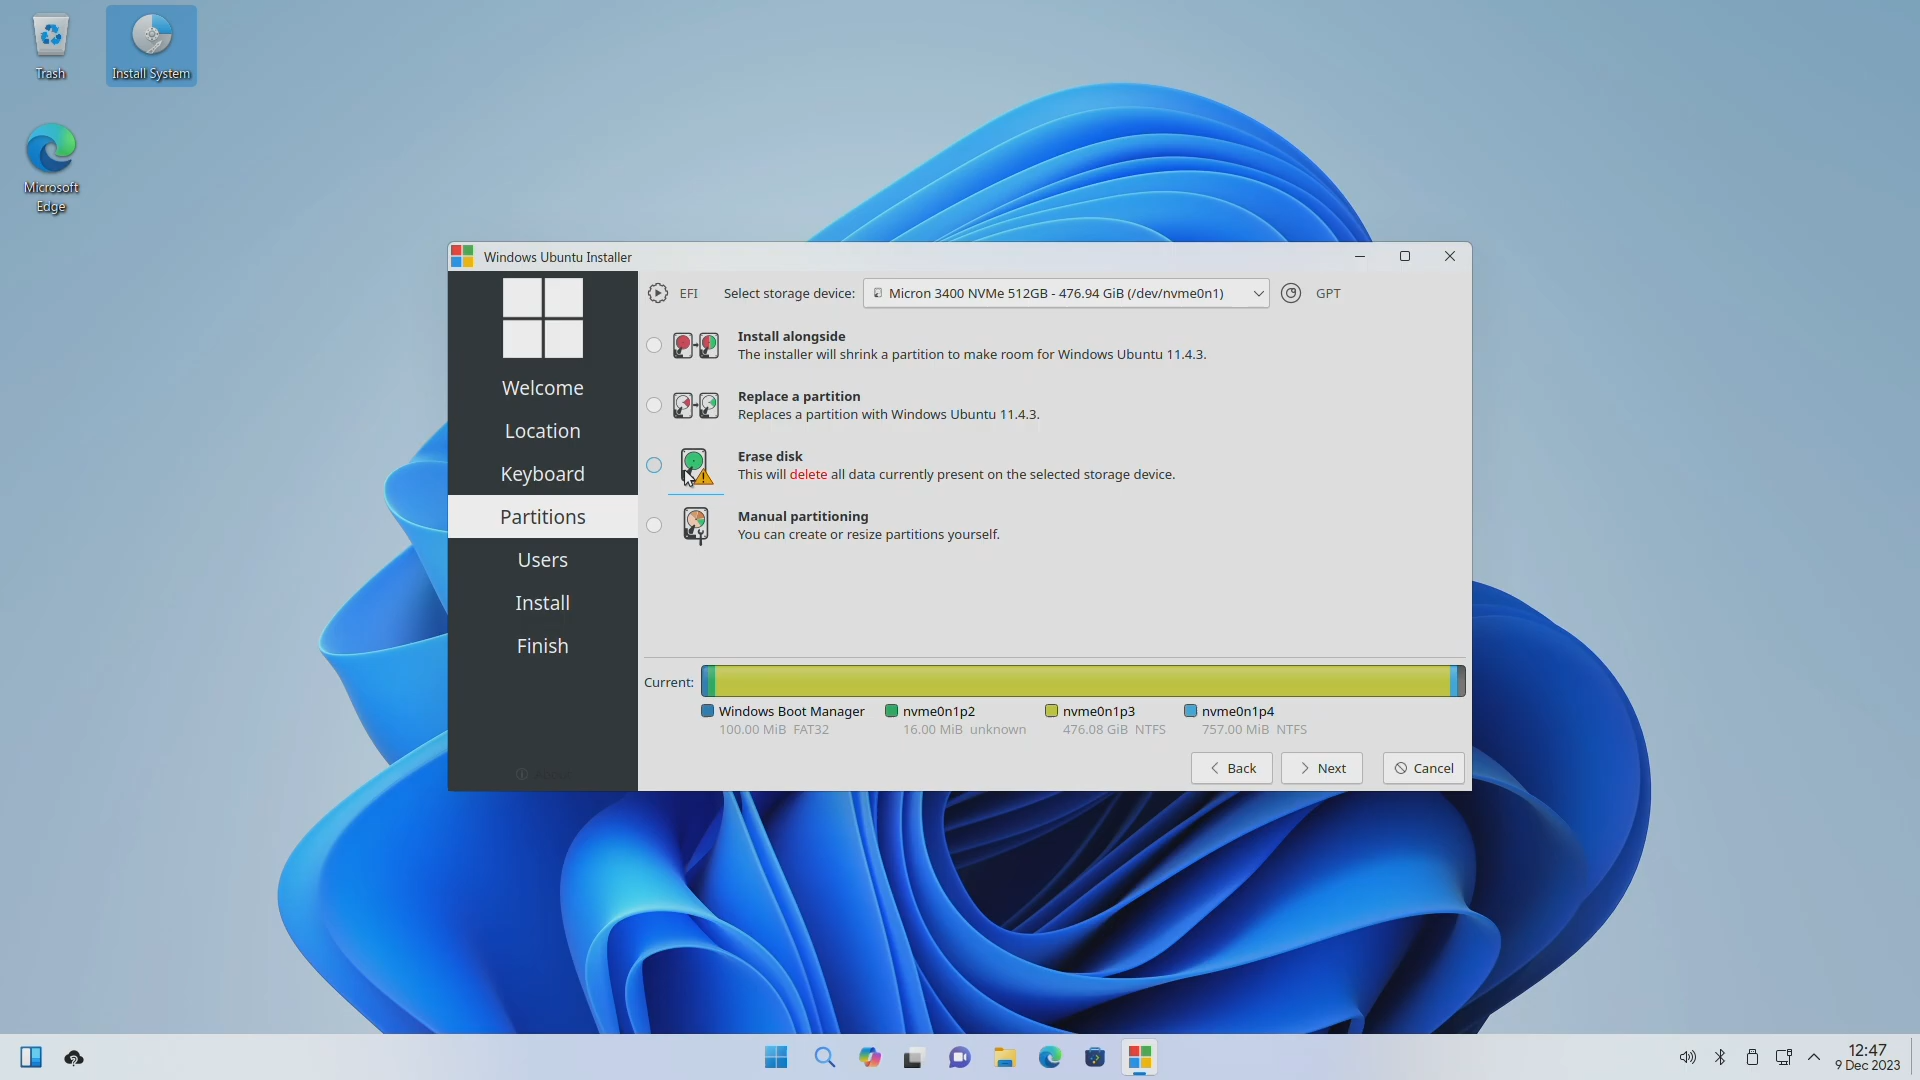 Trash
Install System
Microsoft
Edge
Windows Ubuntu Installer
Welcome
Location
Keyboard
Partitions
Users
Install
Finish
EFI
Select storage device:
Micron 3400 NVMe 512GB - 476.94 GiB (/dev/nvme0n1)
GPT
Install alongside
The installer will shrink a partition to make room for Windows Ubuntu 11.4.3.
Replace a partition
Replaces a partition with Windows Ubuntu 11.4.3.
Erase disk
This will delete all data currently present on the selected storage device.
Manual partitioning
You can create or resize partitions yourself.
Current:
Windows Boot Manager
100.00 MiB FAT32
nvme0n1p2
16.00 MiB unknown
nvme0n1p3
476.08 GiB NTFS
nvme0n1p4
757.00 MiB NTFS
Back
Next
Cancel
12:47
9 Dec 2023